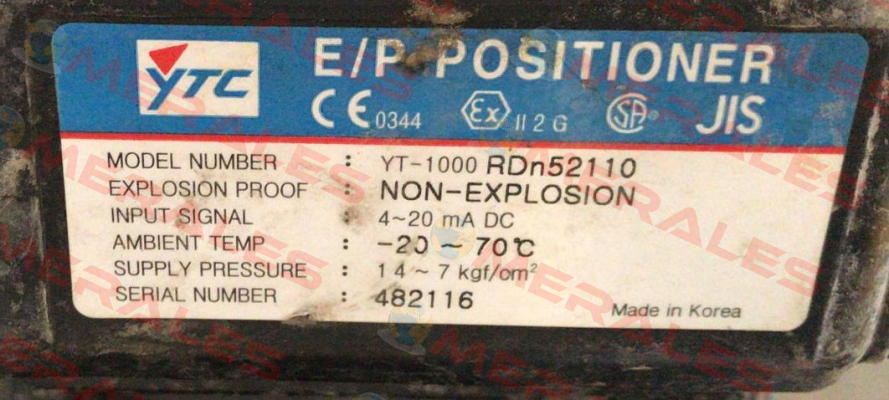 YTC
E/P POSITIONER
CE 0344 Ex II 2 G SA JIS
MODEL NUMBER : YT-1000 RDn52110
EXPLOSION PROOF : NON-EXPLOSION
INPUT SIGNAL : 4~20 mA DC
AMBIENT TEMP : -20 ~ 70℃
SUPPLY PRESSURE : 1.4 ~ 7 kgf/cm²
SERIAL NUMBER : 482116
Made in Korea
MERALES